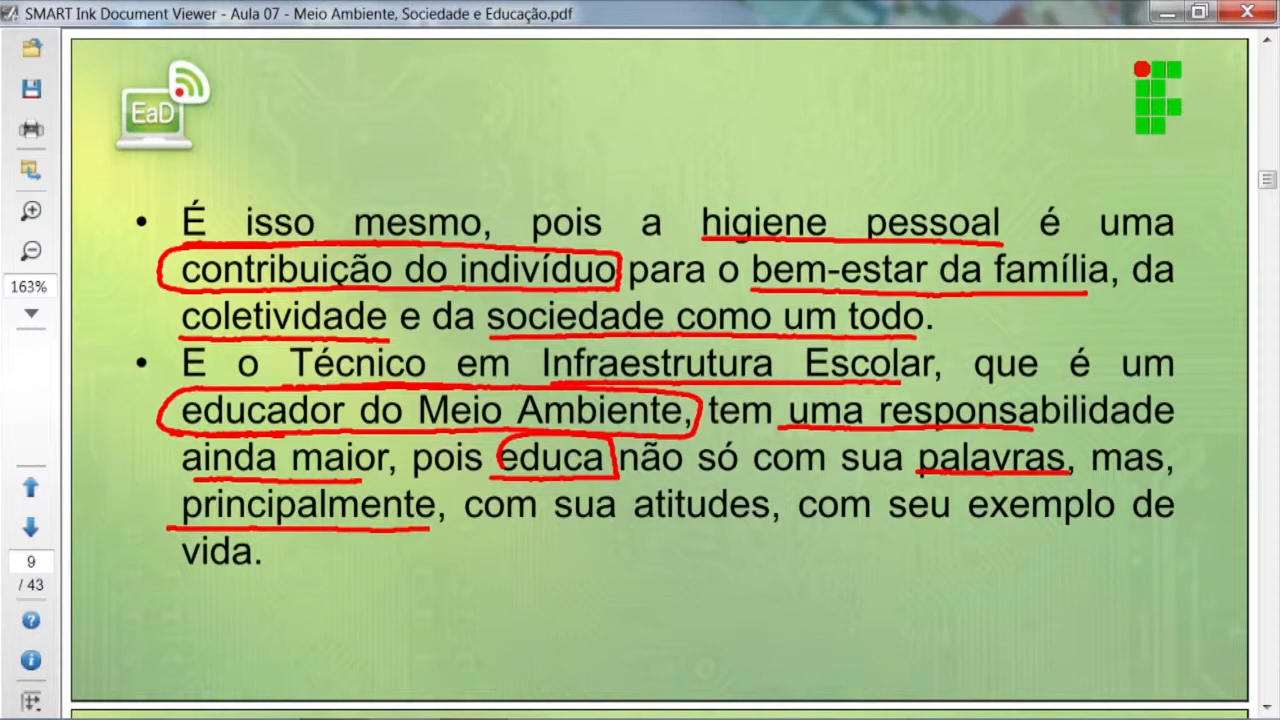 SMART Ink Document Viewer - Aula 07 - Meio Ambiente, Sociedade e Educação.pdf
EaD
163%
9
/ 43
• É isso mesmo, pois a higiene pessoal é uma
contribuição do indivíduo para o bem-estar da família, da
coletividade e da sociedade como um todo.
• E o Técnico em Infraestrutura Escolar, que é um
educador do Meio Ambiente, tem uma responsabilidade
ainda maior, pois educa não só com sua palavras, mas,
principalmente, com sua atitudes, com seu exemplo de
vida.